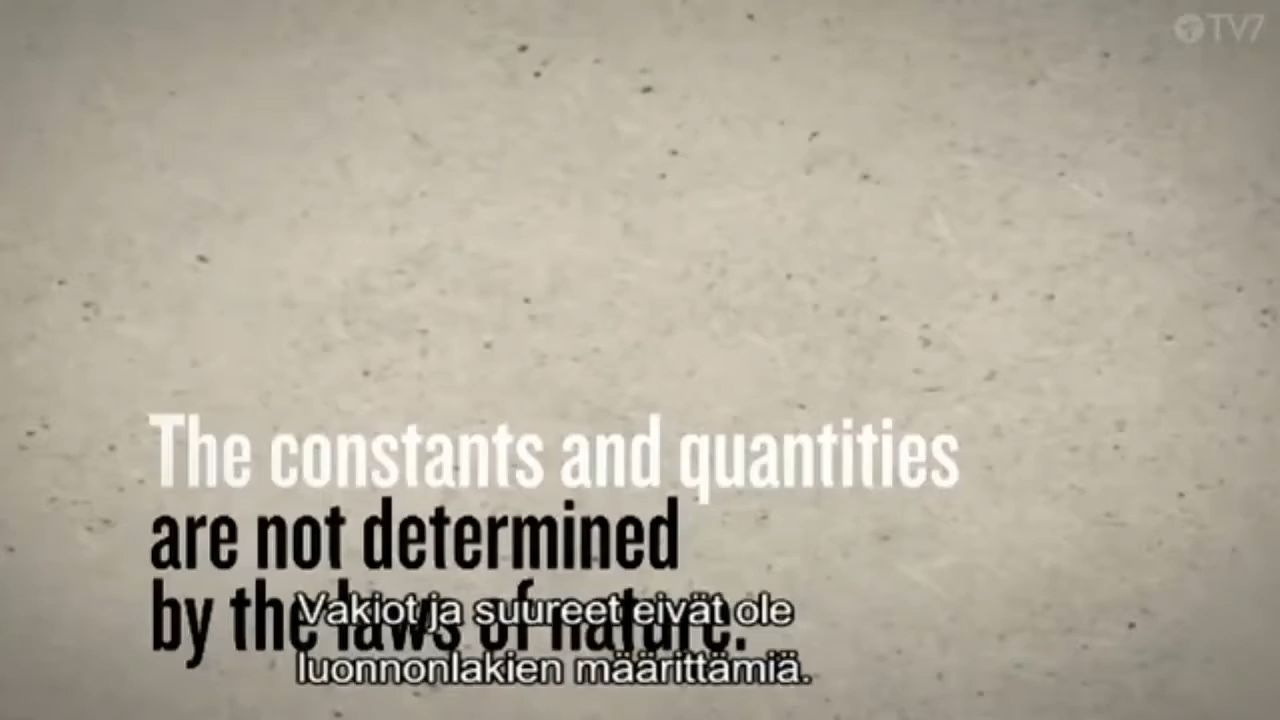 TV7
The constants and quantities
are not determined
by the laws of nature.
Vakiot ja suureet eivät ole
luonnonlakien määrittämiä.